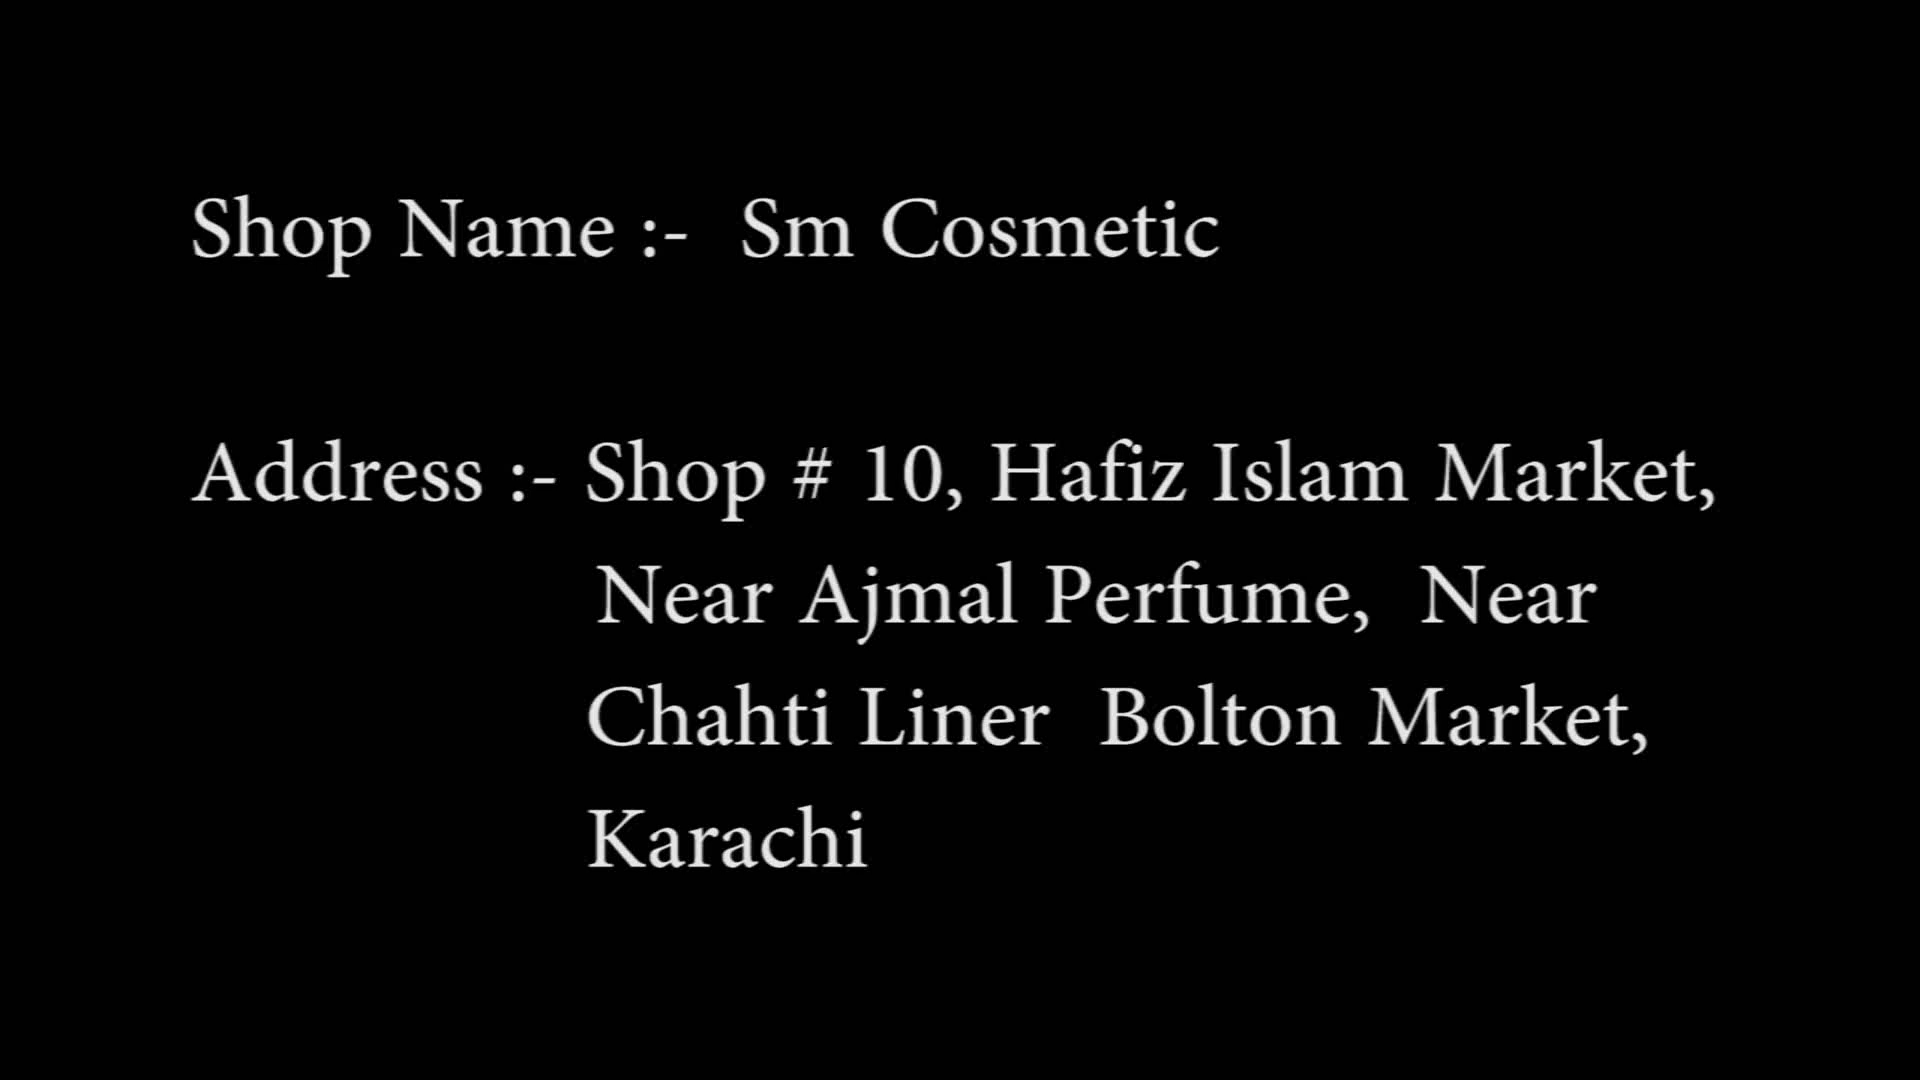 Shop Name :-  Sm Cosmetic
Address :- Shop # 10, Hafiz Islam Market,
Near Ajmal Perfume,  Near
Chahti Liner  Bolton Market,
Karachi